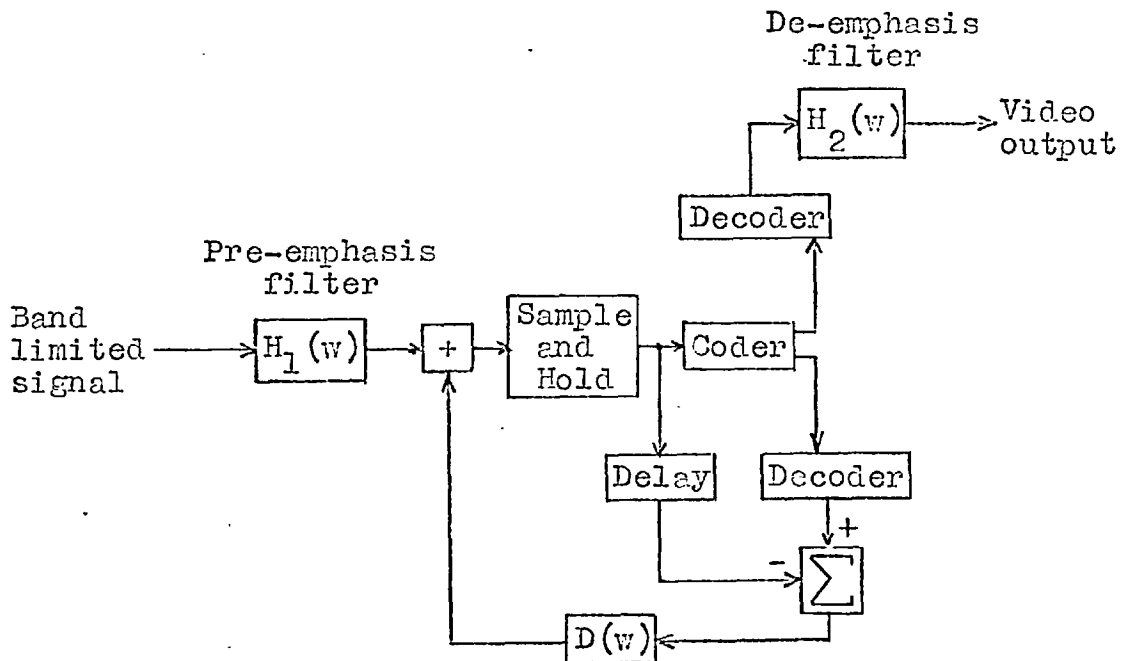 De-emphasis
filter
H2(w)
Video
output
Decoder
Pre-emphasis
filter
Band
limited
signal
H1(w)
+
Sample
and
Hold
Coder
Delay
Decoder
+
-
Σ
D(w)